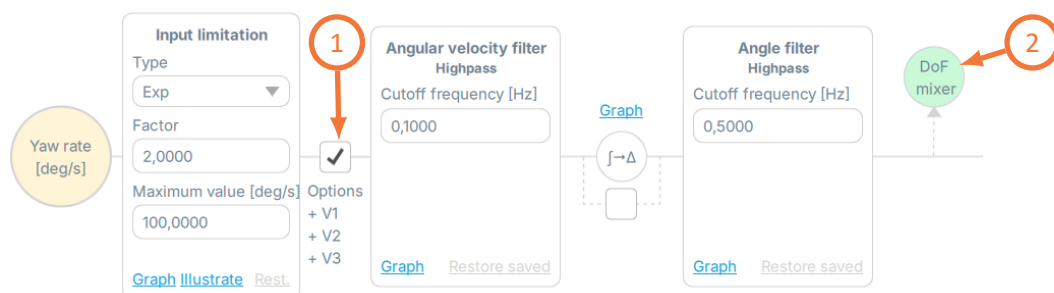 Yaw rate
[deg/s]
Input limitation
Type
Exp
Factor
2,0000
Maximum value [deg/s]
100,0000
Graph Illustrate Rest.
1
Options
+ V1
+ V2
+ V3
Angular velocity filter
Highpass
Cutoff frequency [Hz]
0,1000
Graph Restore saved
Graph
∫→Δ
Angle filter
Highpass
Cutoff frequency [Hz]
0,5000
Graph Restore saved
DoF
mixer
2